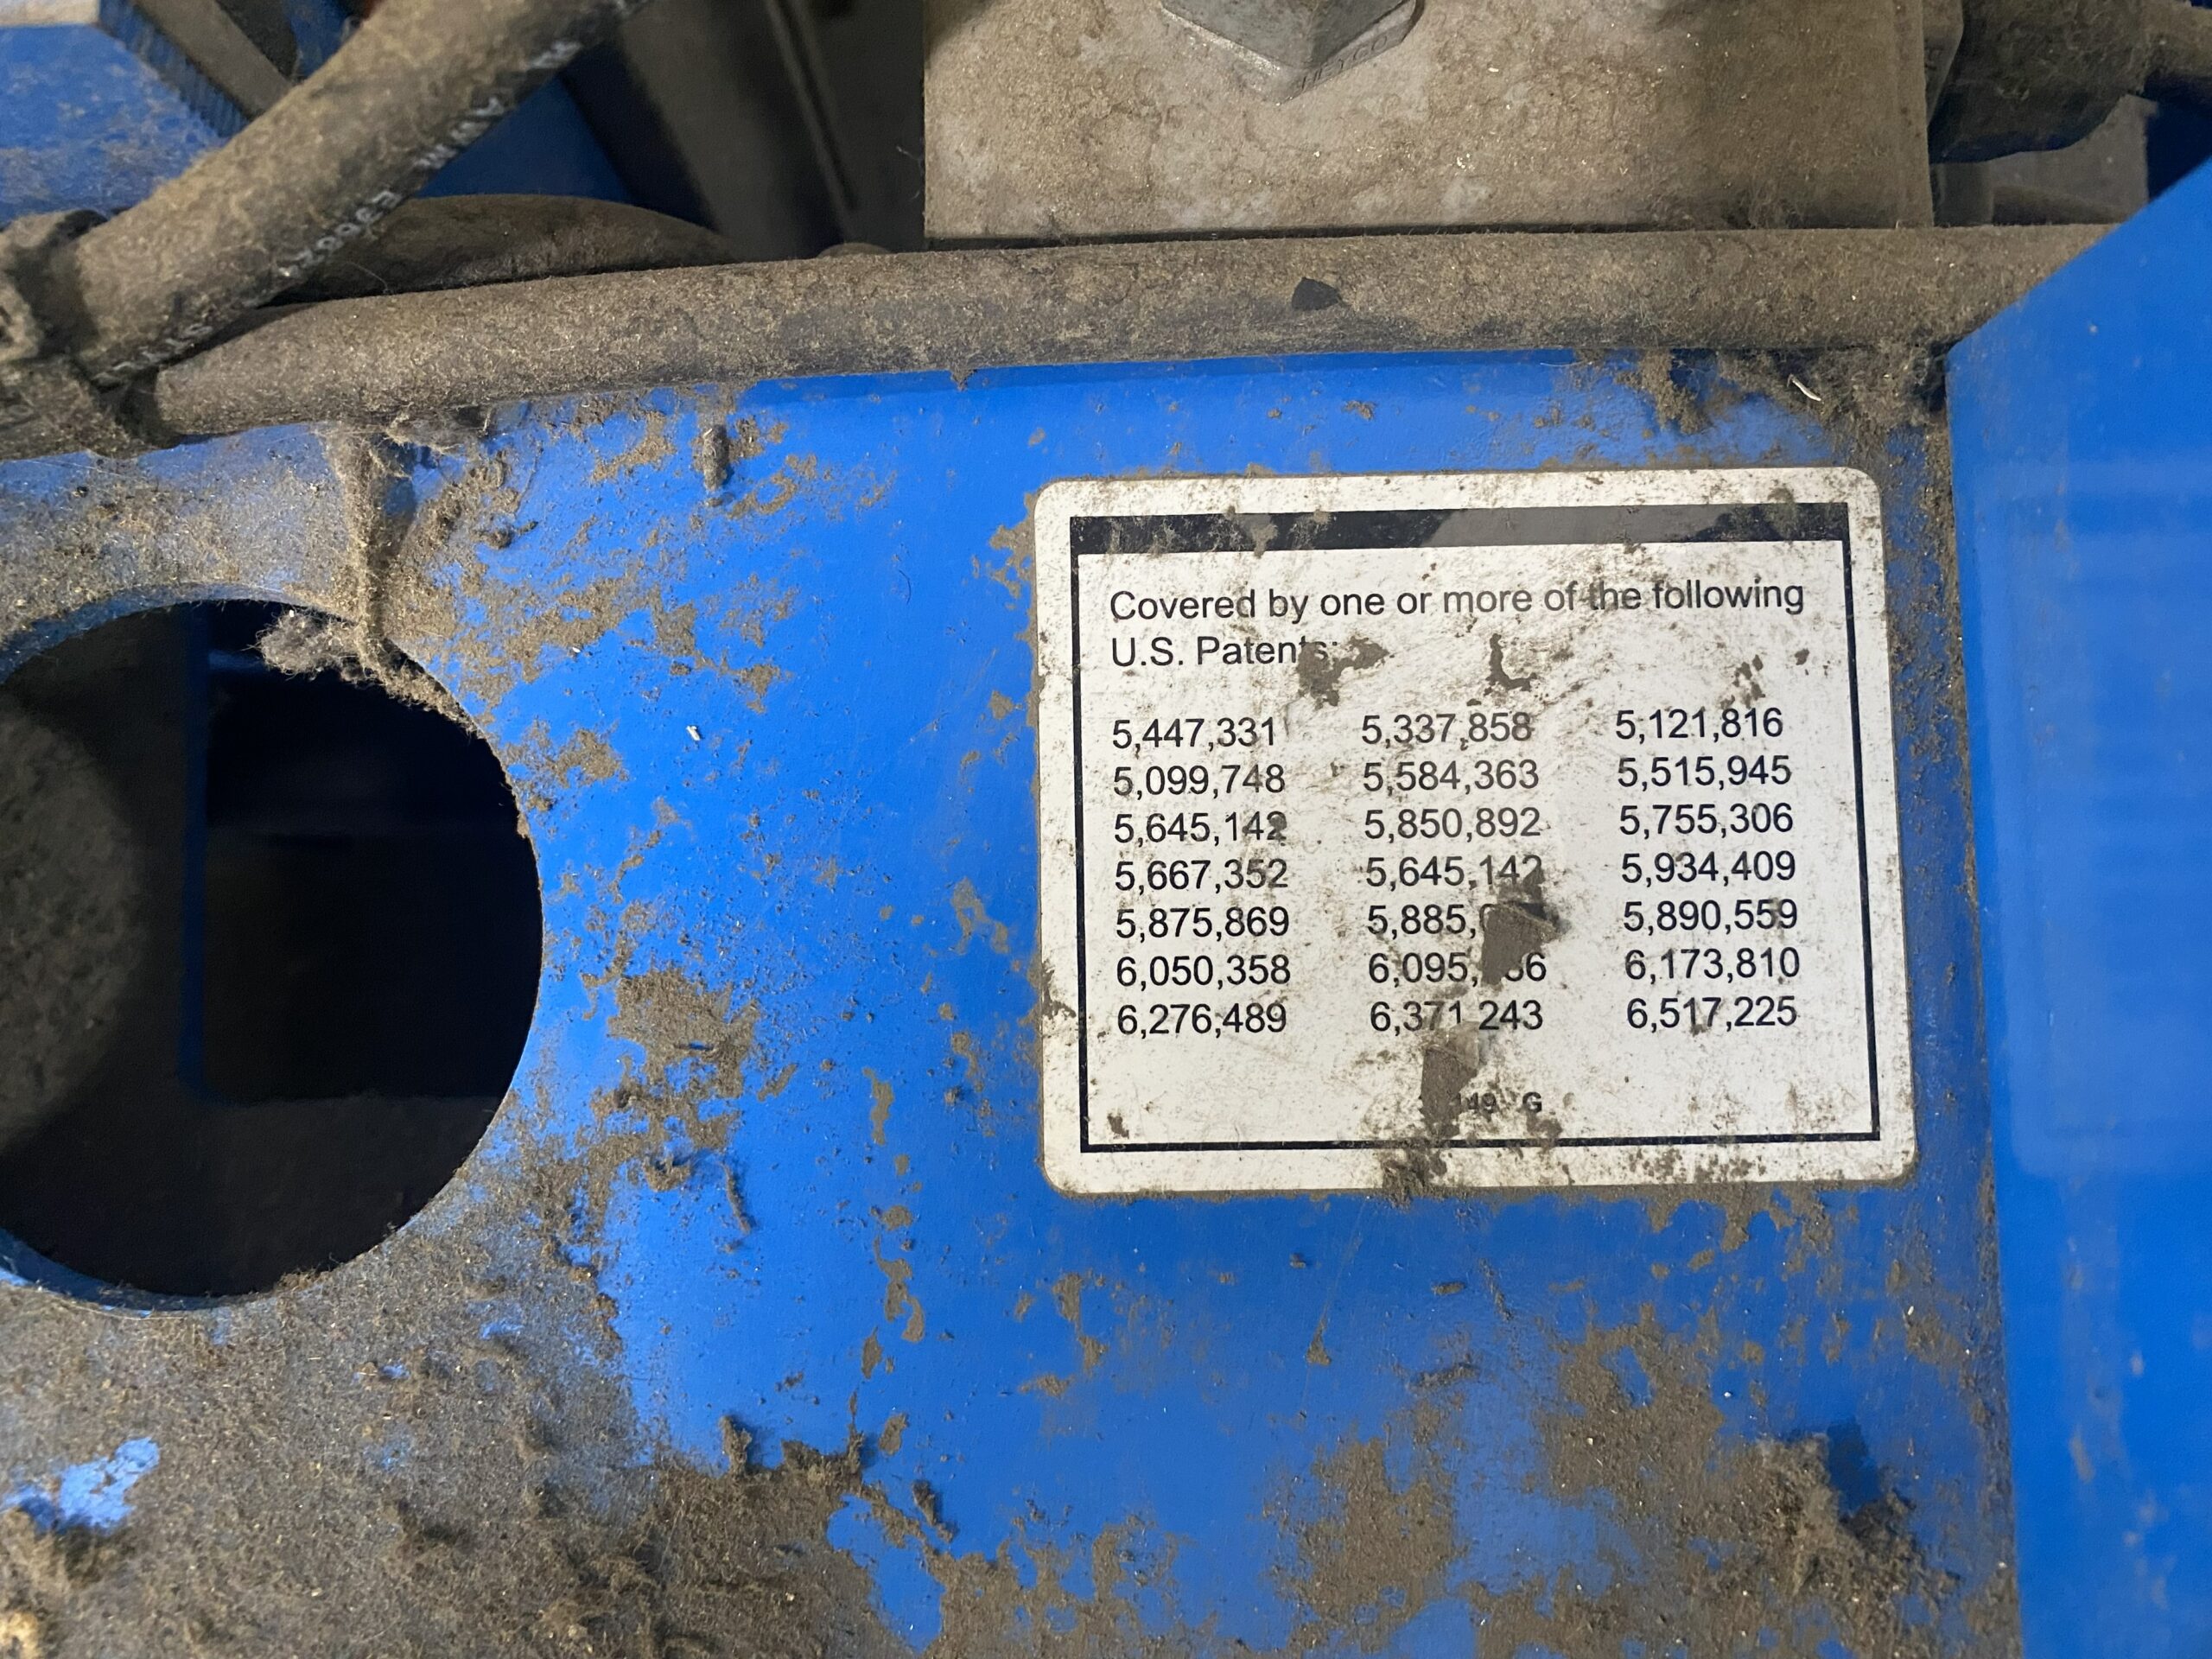 HEYCO
Covered by one or more of the following
U.S. Patents:
5,447,331 5,337,858 5,121,816
5,099,748 5,584,363 5,515,945
5,645,142 5,850,892 5,755,306
5,667,352 5,645,142 5,934,409
5,875,869 5,890,559
6,050,358 6,173,810
6,276,489 6,371,243 6,517,225
G